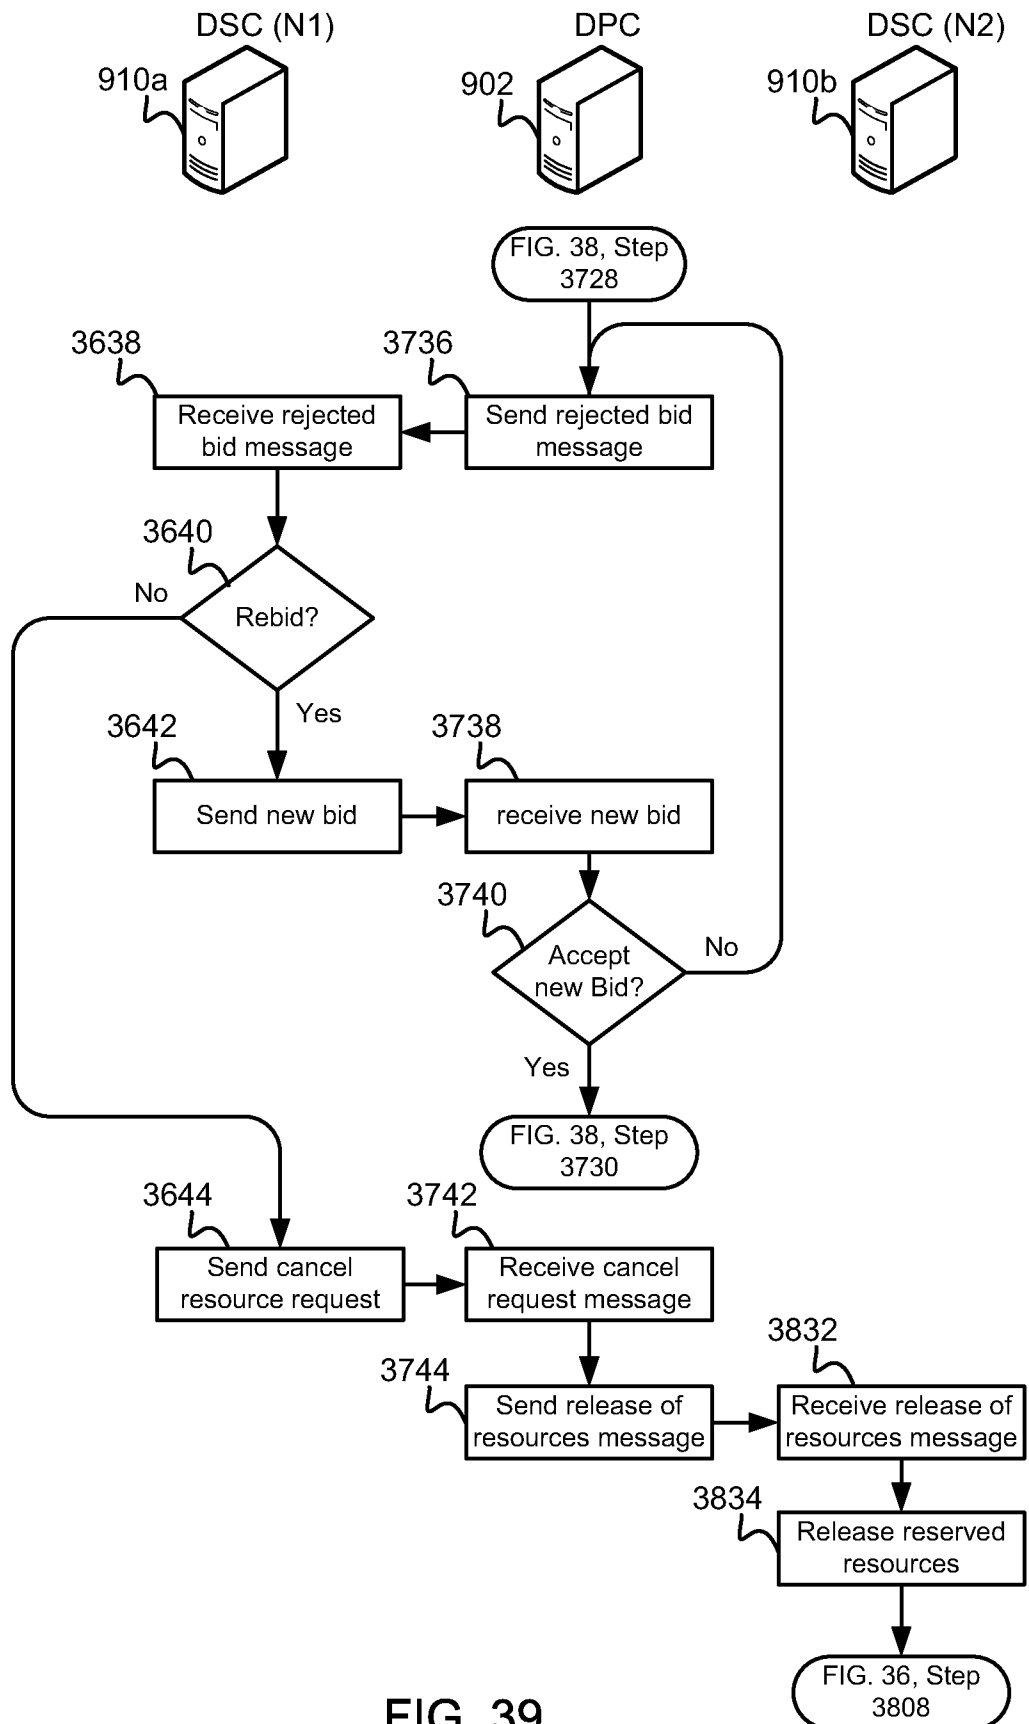 DSC (N1)
DPC
DSC (N2)
910a
902
910b
FIG. 38, Step
3728
3638
3736
Receive rejected
bid message
Send rejected bid
message
3640
No
Rebid?
Yes
3642
3738
Send new bid
receive new bid
3740
Accept
new Bid?
No
Yes
FIG. 38, Step
3730
3644
3742
Send cancel
resource request
Receive cancel
request message
3832
3744
Send release of
resources message
Receive release of
resources message
3834
Release reserved
resources
FIG. 36, Step
3808
FIG. 39